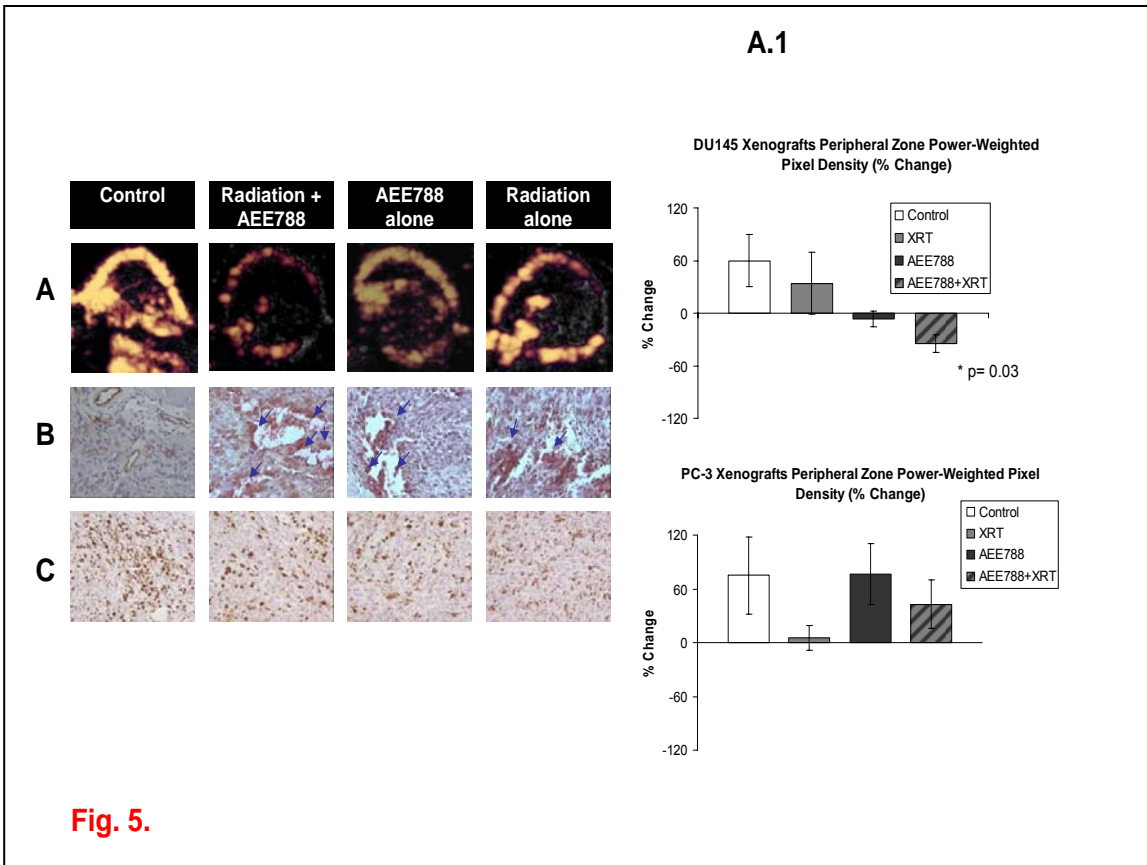 A.1
Control
Radiation +
AEE788
AEE788
alone
Radiation
alone
A
B
C
DU145 Xenografts Peripheral Zone Power-Weighted
Pixel Density (% Change)
120
60
0
-60
-120
% Change
Control
XRT
AEE788
AEE788+XRT
* p= 0.03
PC-3 Xenografts Peripheral Zone Power-Weighted Pixel
Density (% Change)
120
60
0
-60
-120
% Change
Control
XRT
AEE788
AEE788+XRT
Fig. 5.